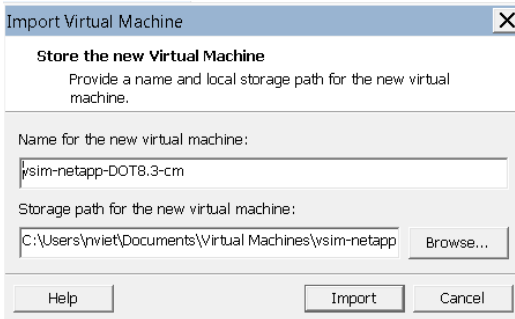 Import Virtual Machine
Store the new Virtual Machine
Provide a name and local storage path for the new virtual
machine.
Name for the new virtual machine:
vsim-netapp-DOT8.3-cm
Storage path for the new virtual machine:
C:\Users\nviet\Documents\Virtual Machines\vsim-netapp
Browse...
Help
Import
Cancel